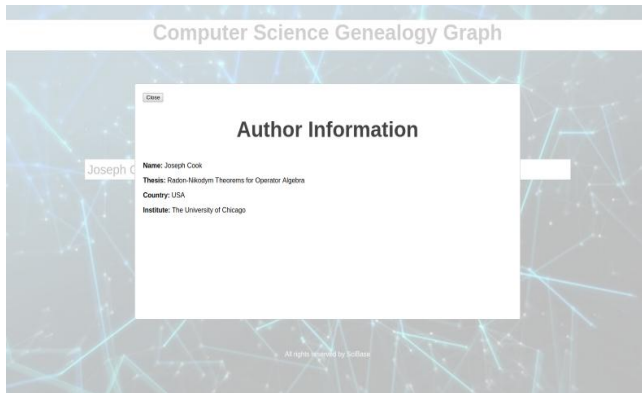 Computer Science Genealogy Graph
Close
Author Information
Joseph C
Name: Joseph Cook
Thesis: Radon-Nikodym Theorems for Operator Algebra
Country: USA
Institute: The University of Chicago
All rights reserved by SciBase